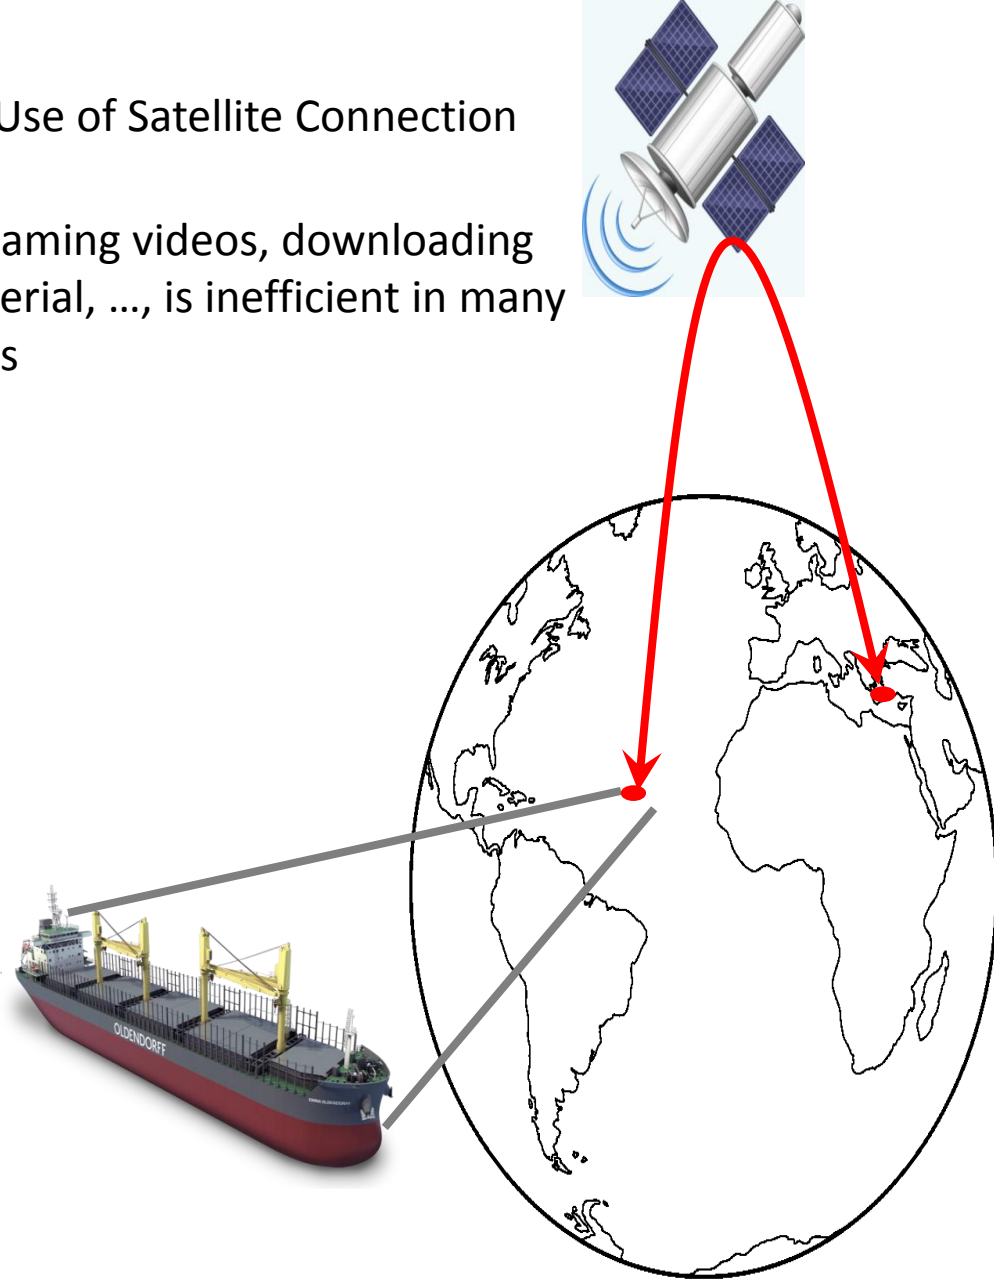 Use of Satellite Connection
aming videos, downloading
erial, ..., is inefficient in many
s
OLDENDORFF